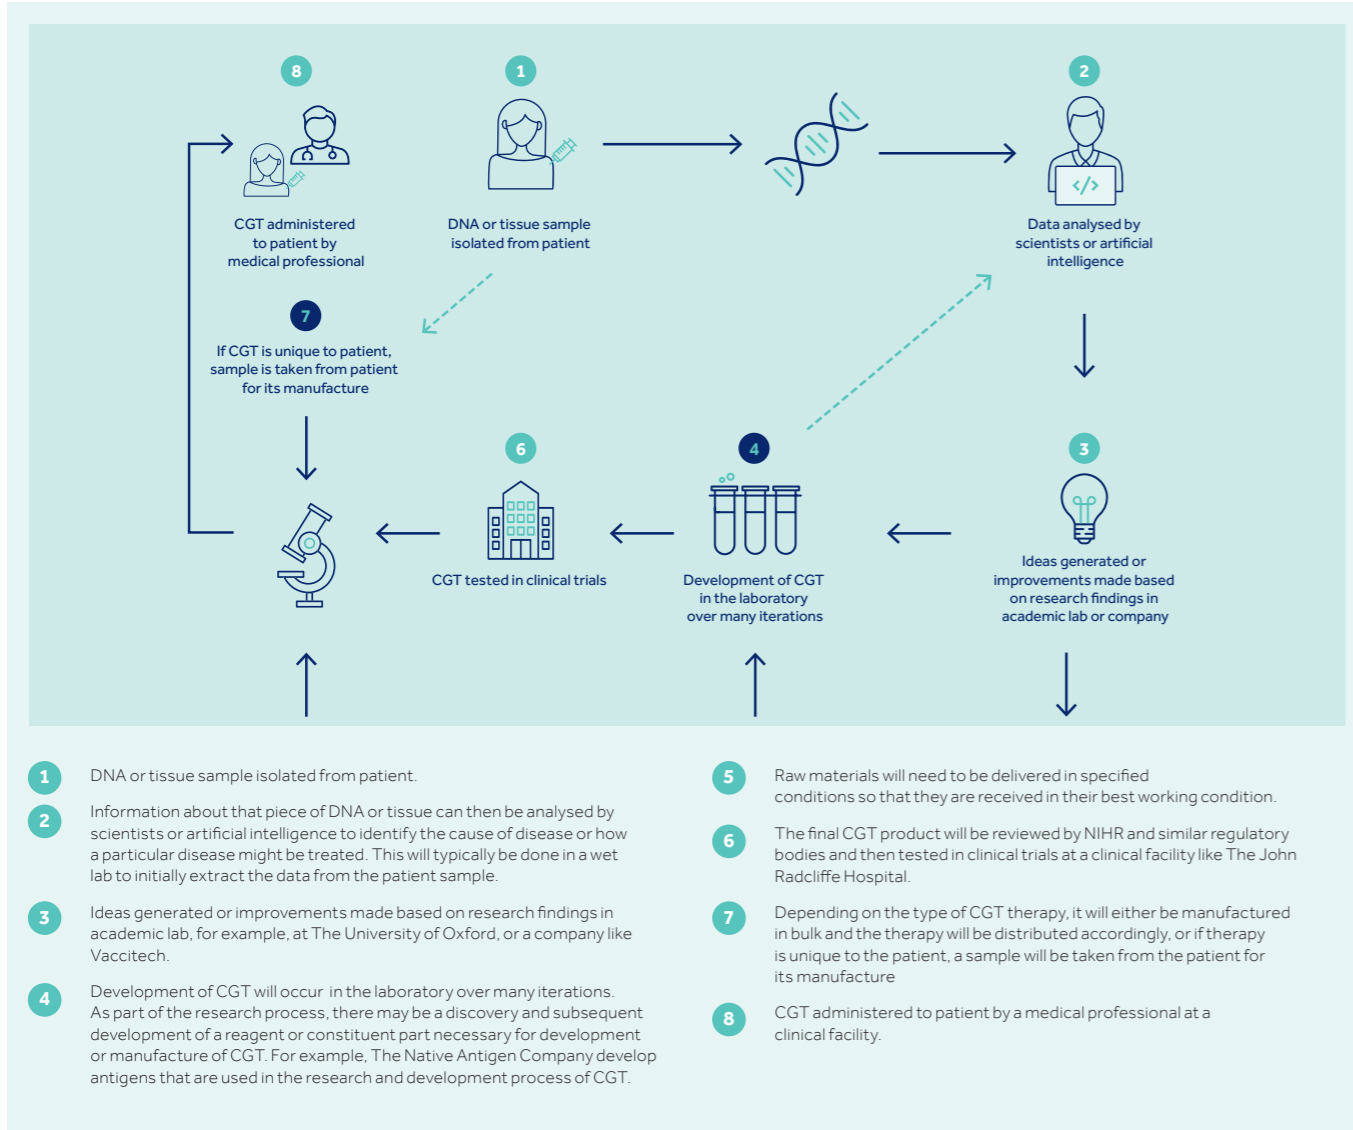 8
CGT administered
to patient by
medical professional
1
DNA or tissue sample
isolated from patient
2
</>
Data analysed by
scientists or artificial
intelligence
7
If CGT is unique to patient,
sample is taken from patient
for its manufacture
6
CGT tested in clinical trials
4
Development of CGT
in the laboratory
over many iterations
3
Ideas generated or
improvements made based
on research findings in
academic lab or company
1
DNA or tissue sample isolated from patient.
2
Information about that piece of DNA or tissue can then be analysed by
scientists or artificial intelligence to identify the cause of disease or how
a particular disease might be treated. This will typically be done in a wet
lab to initially extract the data from the patient sample.
3
Ideas generated or improvements made based on research findings in
academic lab, for example, at The University of Oxford, or a company like
Vaccitech.
4
Development of CGT will occur in the laboratory over many iterations.
As part of the research process, there may be a discovery and subsequent
development of a reagent or constituent part necessary for development
or manufacture of CGT. For example, The Native Antigen Company develop
antigens that are used in the research and development process of CGT.
5
Raw materials will need to be delivered in specified
conditions so that they are received in their best working condition.
6
The final CGT product will be reviewed by NIHR and similar regulatory
bodies and then tested in clinical trials at a clinical facility like The John
Radcliffe Hospital.
7
Depending on the type of CGT therapy, it will either be manufactured
in bulk and the therapy will be distributed accordingly, or if therapy
is unique to the patient, a sample will be taken from the patient for
its manufacture
8
CGT administered to patient by a medical professional at a
clinical facility.